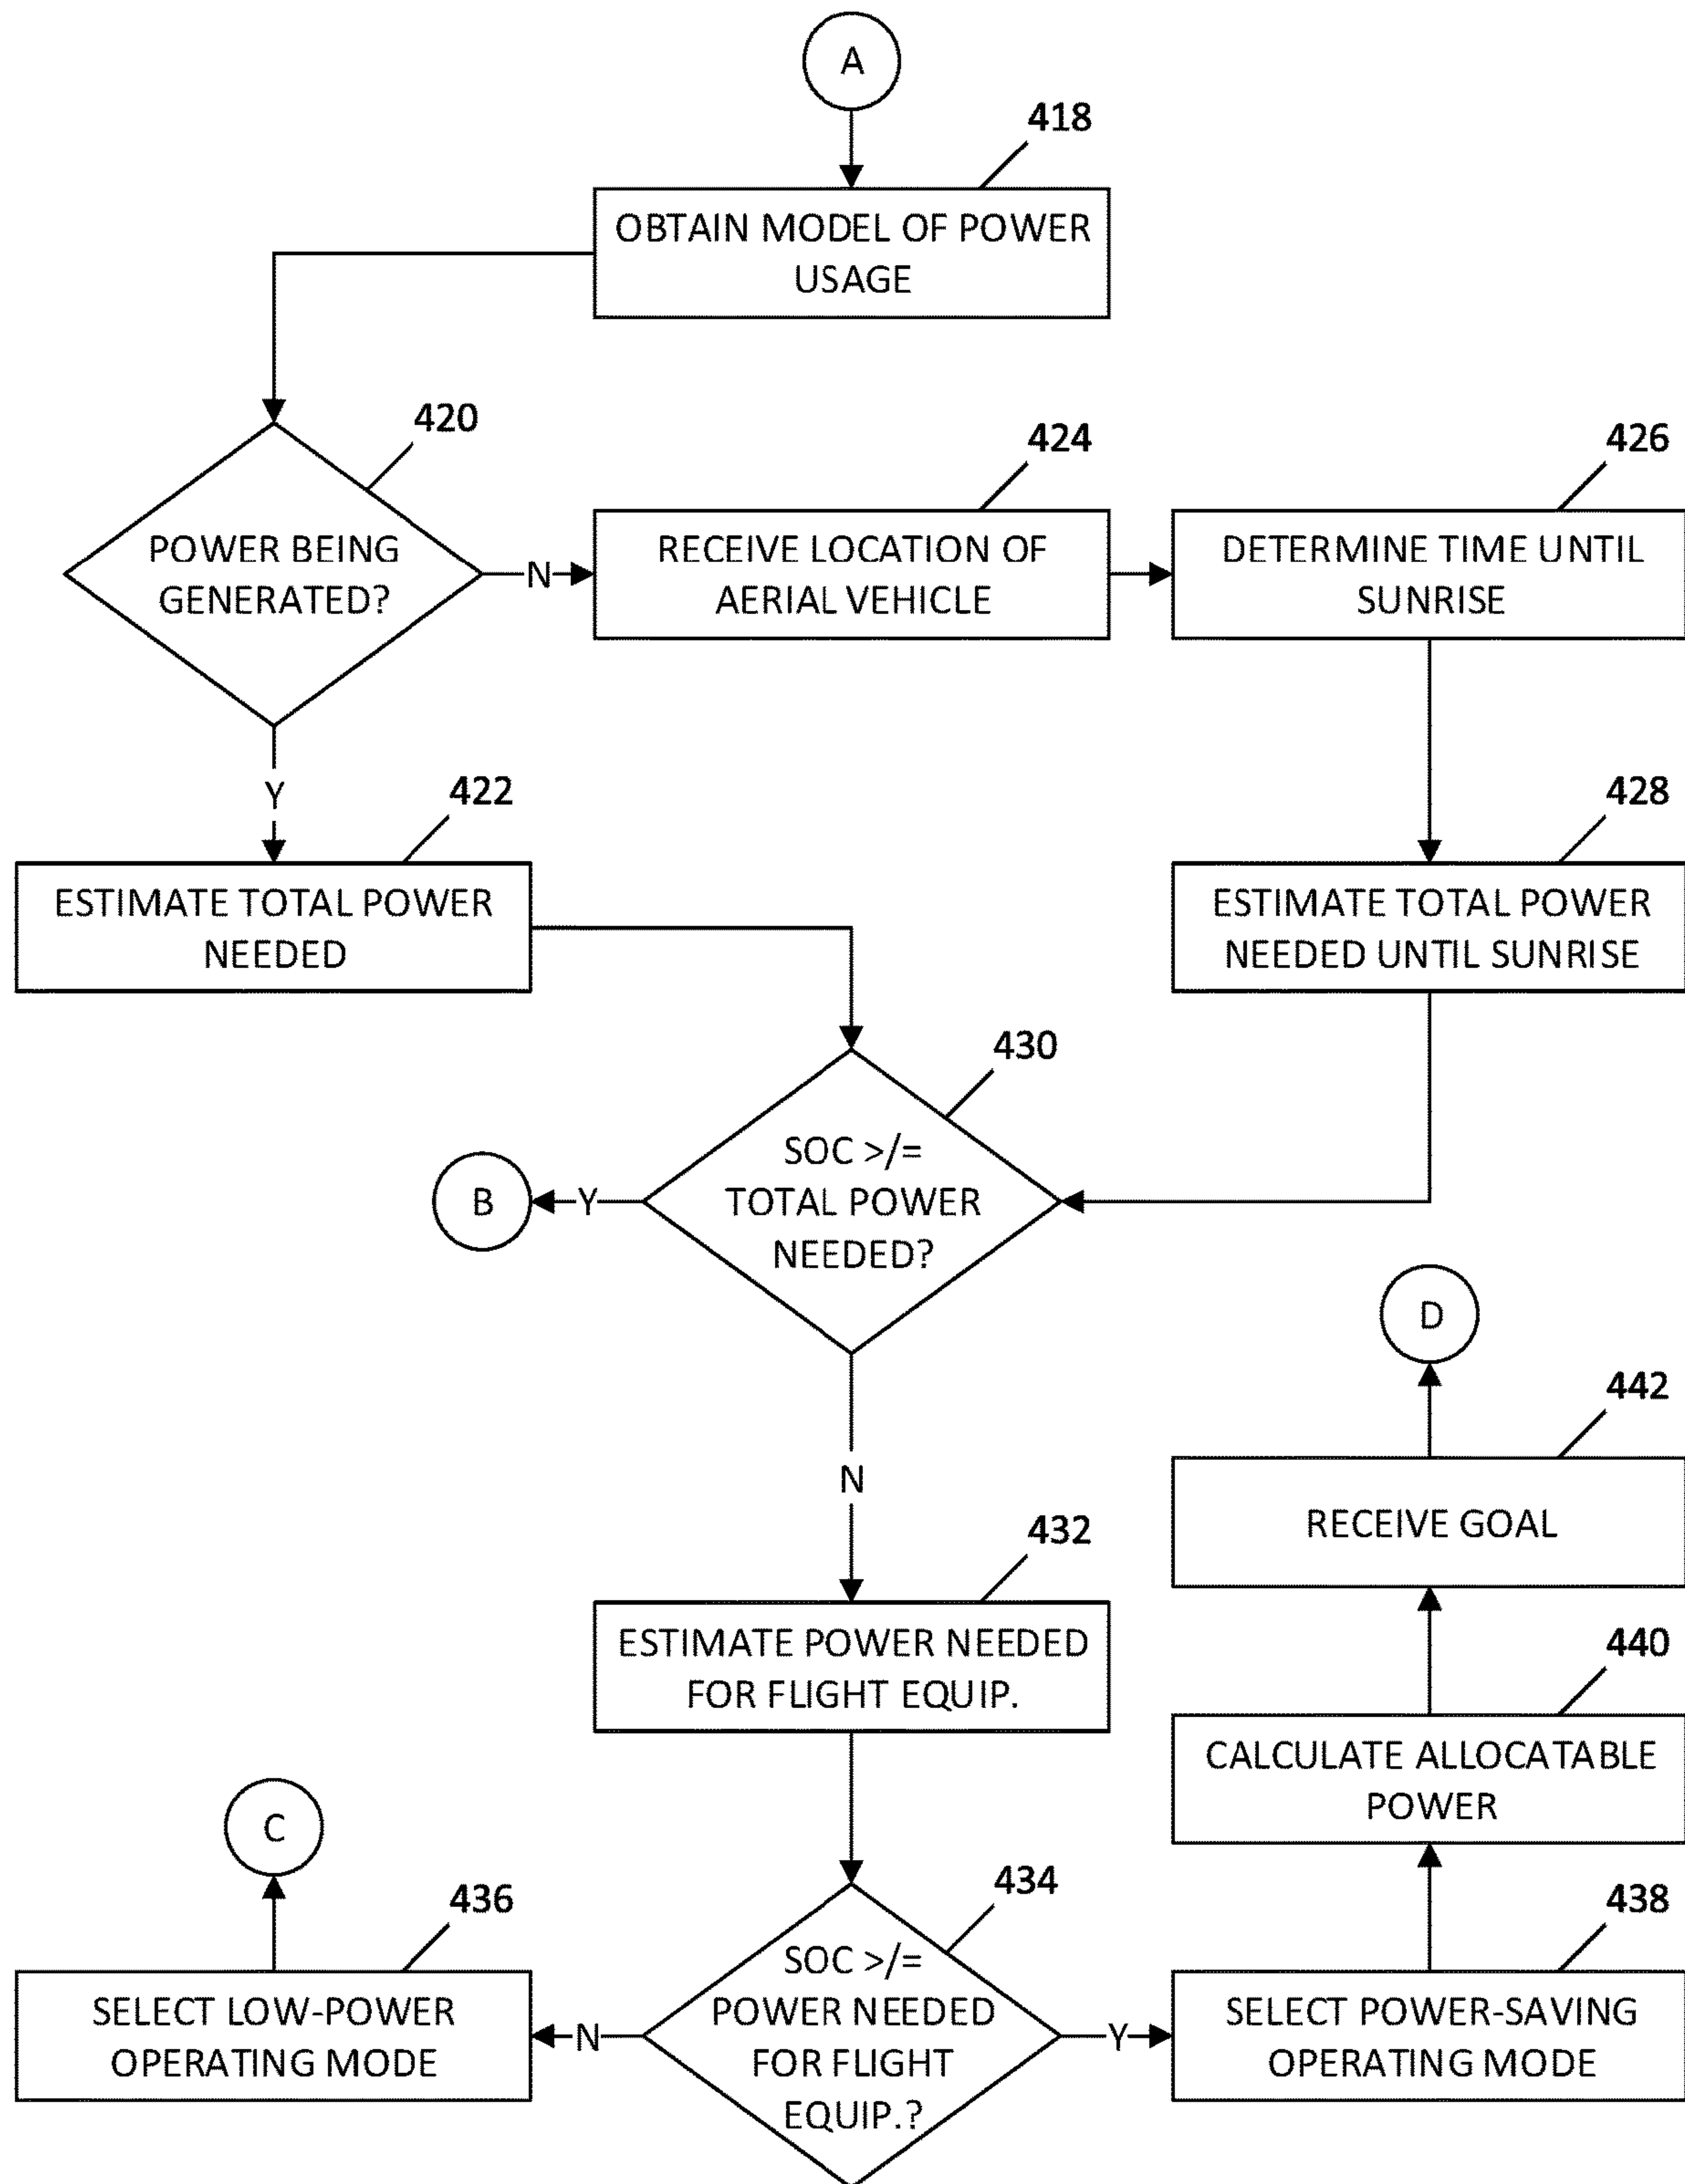 A
418
OBTAIN MODEL OF POWER
USAGE
420
POWER BEING
GENERATED?
N
424
RECEIVE LOCATION OF
AERIAL VEHICLE
426
DETERMINE TIME UNTIL
SUNRISE
Y
422
ESTIMATE TOTAL POWER
NEEDED
428
ESTIMATE TOTAL POWER
NEEDED UNTIL SUNRISE
430
SOC >/=
TOTAL POWER
NEEDED?
Y
B
N
432
ESTIMATE POWER NEEDED
FOR FLIGHT EQUIP.
434
SOC >/=
POWER NEEDED
FOR FLIGHT
EQUIP.?
N
436
SELECT LOW-POWER
OPERATING MODE
C
Y
438
SELECT POWER-SAVING
OPERATING MODE
440
CALCULATE ALLOCATABLE
POWER
442
RECEIVE GOAL
D